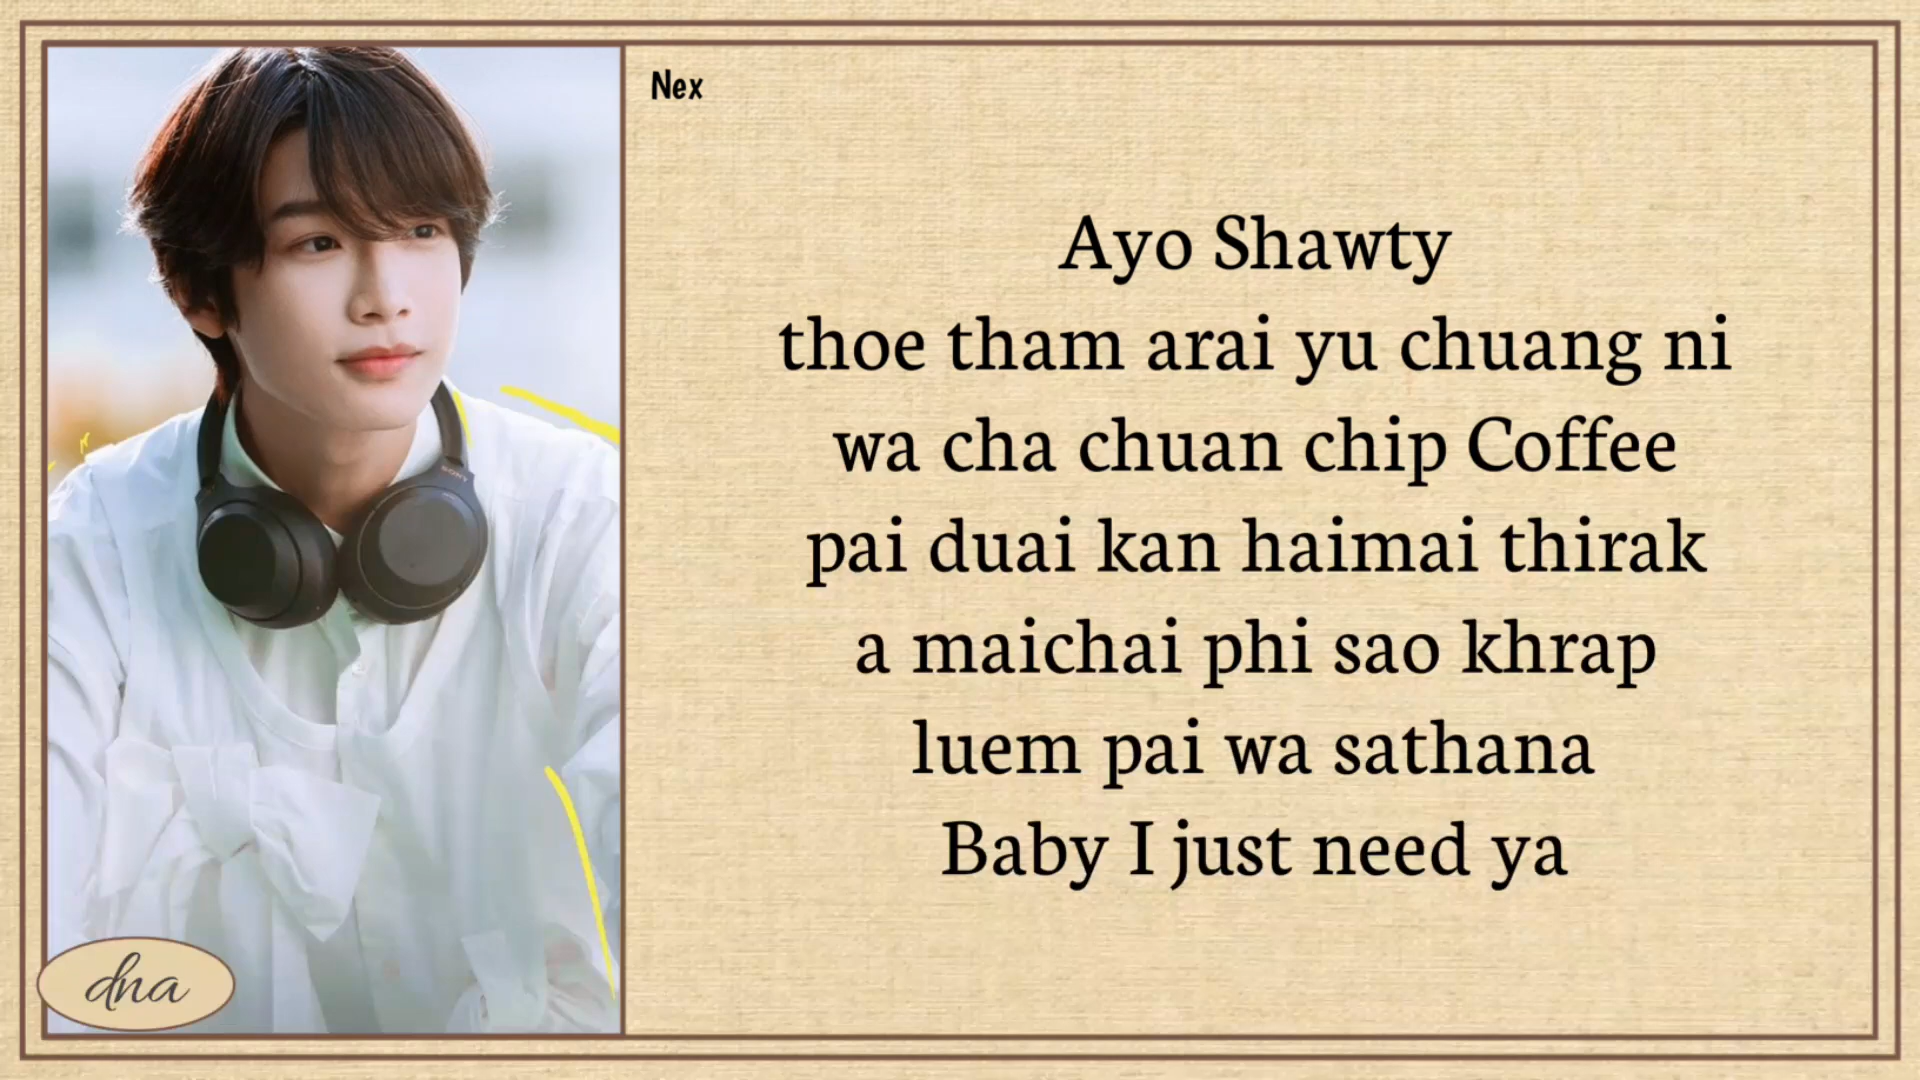 Nex
Ayo Shawty
thoe tham arai yu chuang ni
wa cha chuan chip Coffee
pai duai kan haimai thirak
a maichai phi sao khrap
luem pai wa sathana
Baby I just need ya
SONY
dna